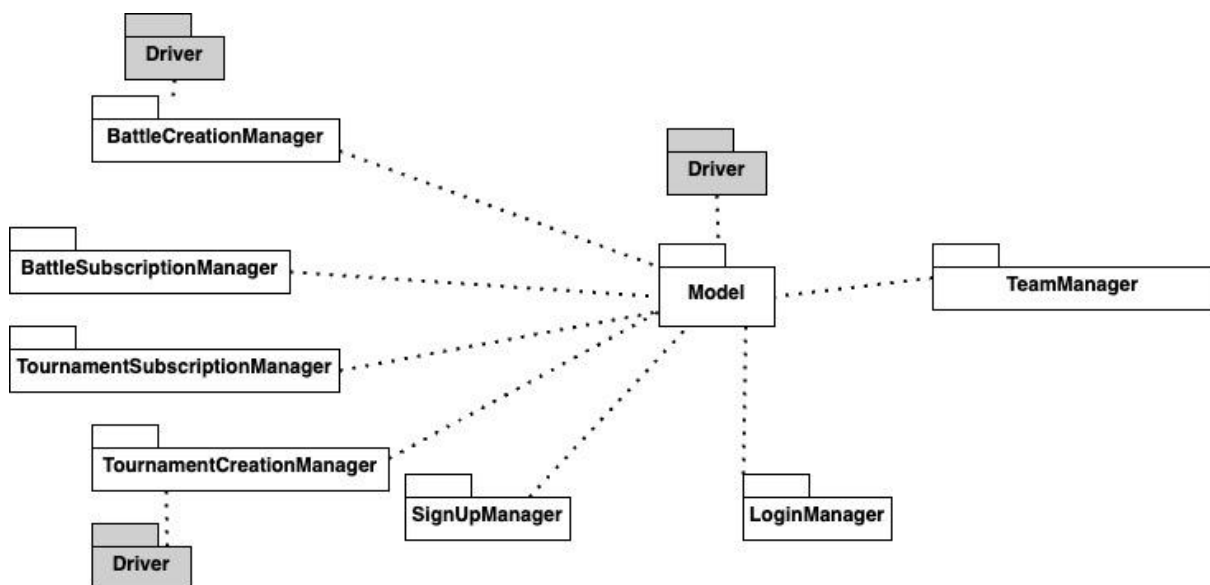 Driver
BattleCreationManager
Driver
BattleSubscriptionManager
Model
TeamManager
TournamentSubscriptionManager
TournamentCreationManager
SignUpManager
LoginManager
Driver